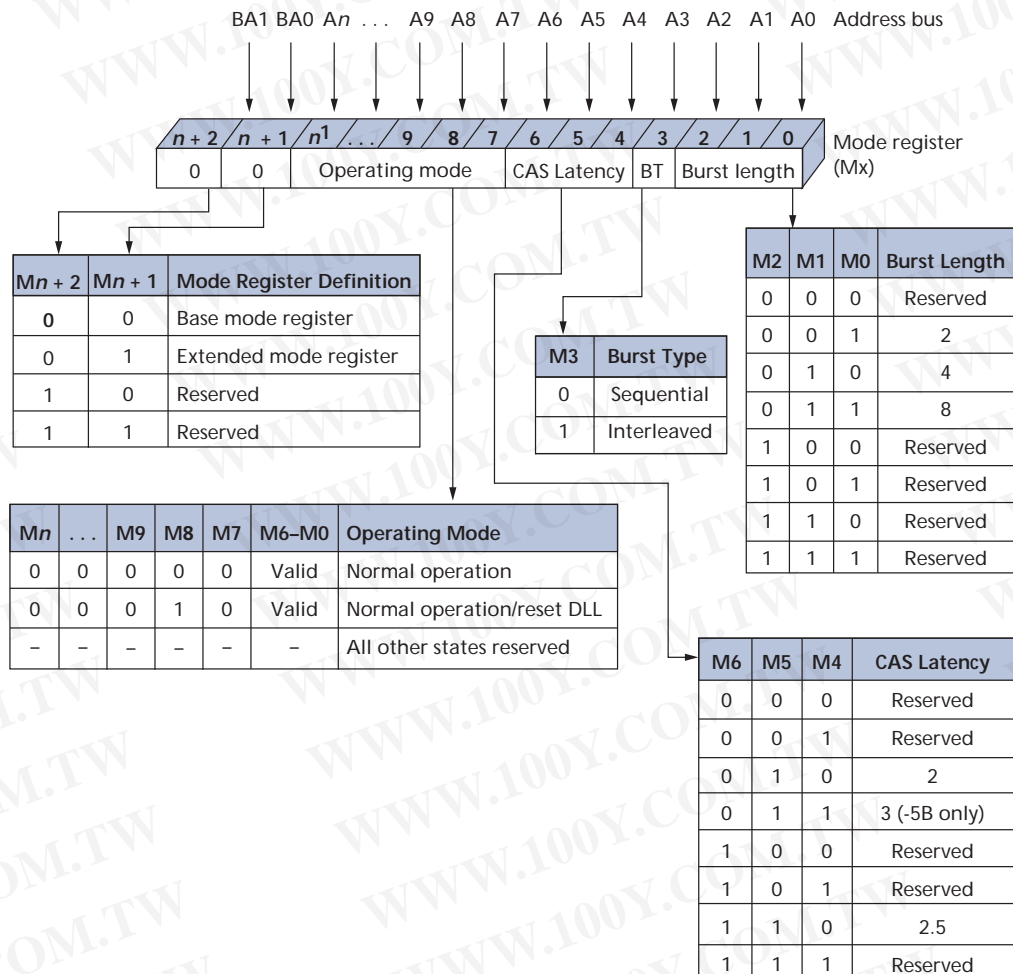 BA1 BA0 An ... A9 A8 A7 A6 A5 A4 A3 A2 A1 A0 Address bus
n + 2 n + 1 n1 ... 9 8 7 6 5 4 3 2 1 0
Mode register (Mx)
0 0 Operating mode CAS Latency BT Burst length
Mn + 2 Mn + 1 Mode Register Definition
0 0 Base mode register
0 1 Extended mode register
1 0 Reserved
1 1 Reserved
M3 Burst Type
0 Sequential
1 Interleaved
M2 M1 M0 Burst Length
0 0 0 Reserved
0 0 1 2
0 1 0 4
0 1 1 8
1 0 0 Reserved
1 0 1 Reserved
1 1 0 Reserved
1 1 1 Reserved
Mn ... M9 M8 M7 M6–M0 Operating Mode
0 0 0 0 0 Valid Normal operation
0 0 0 1 0 Valid Normal operation/reset DLL
– – – – – – All other states reserved
M6 M5 M4 CAS Latency
0 0 0 Reserved
0 0 1 Reserved
0 1 0 2
0 1 1 3 (-5B only)
1 0 0 Reserved
1 0 1 Reserved
1 1 0 2.5
1 1 1 Reserved
WWW.100Y.COM.TW